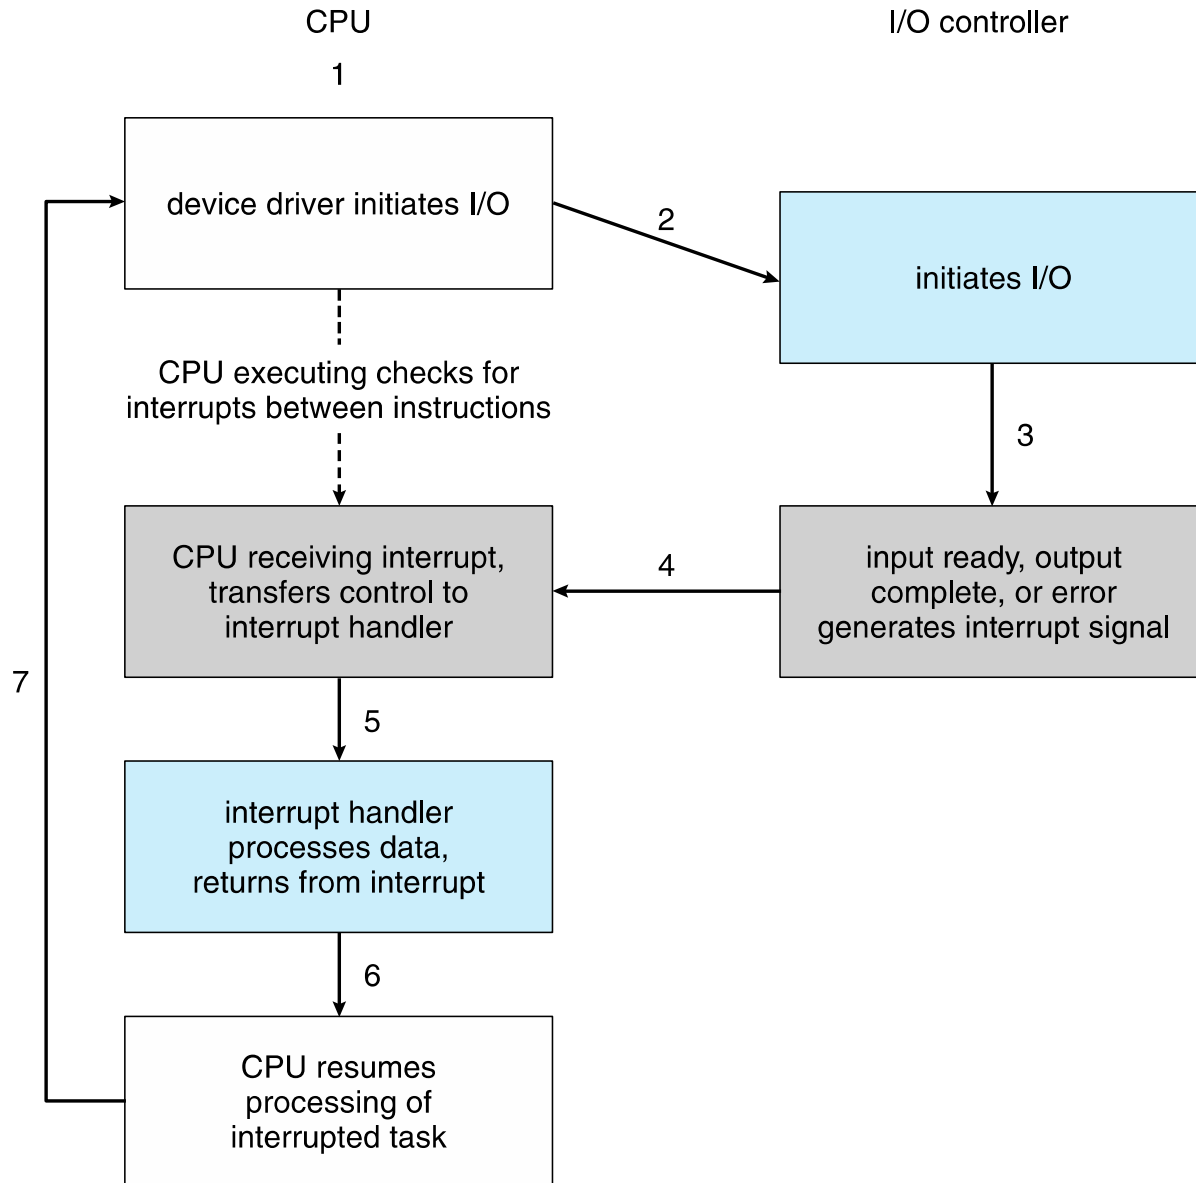 CPU
I/O controller
1
device driver initiates I/O
2
initiates I/O
CPU executing checks for
interrupts between instructions
3
CPU receiving interrupt,
transfers control to
interrupt handler
4
input ready, output
complete, or error
generates interrupt signal
7
5
interrupt handler
processes data,
returns from interrupt
6
CPU resumes
processing of
interrupted task